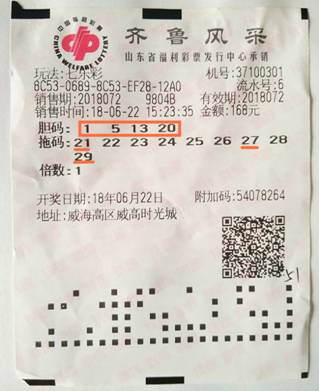 中国福利彩票
CHINA WELFARE LOTTERY
齐鲁风采
山东省福利彩票发行中心承销
玩法:七乐彩 机号:37100301
8C53-0689-8C53-EF28-12A0 流水号:6
销售期:2018072 9804B 有效期:2018072
销售时间:18-06-22 15:23:35 金额:168元
胆码: 1 5 13 20
拖码:21 22 23 24 25 26 27 28
29
倍数:1
开奖日期:18年06月22日 附加码:54078264
地址:威海高区威高时光城
51